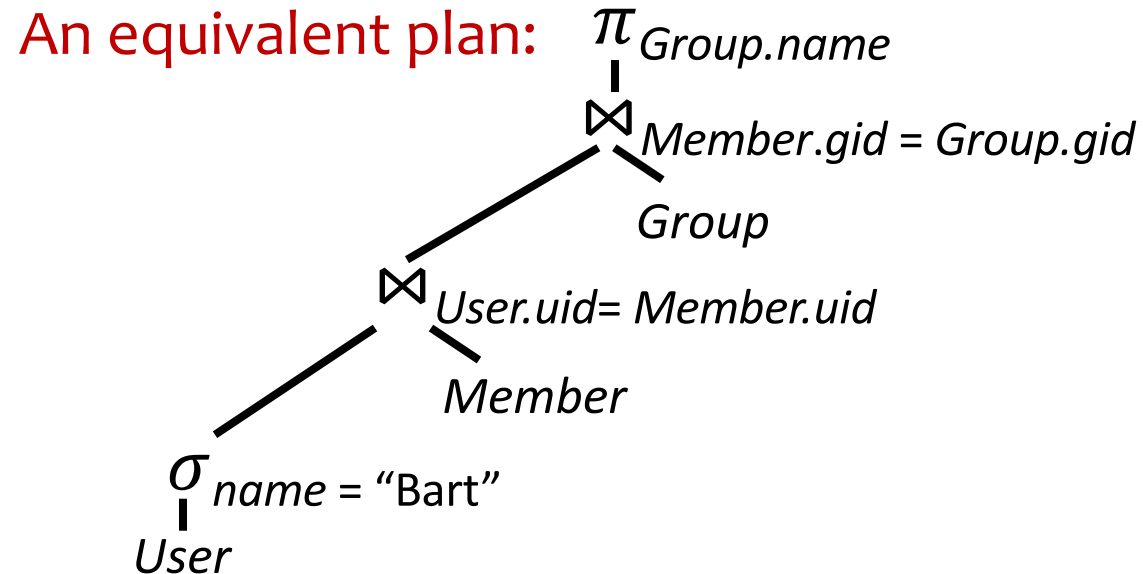 An equivalent plan:
π Group.name
⋈ Member.gid = Group.gid
Group
⋈ User.uid= Member.uid
Member
σ name = “Bart”
User